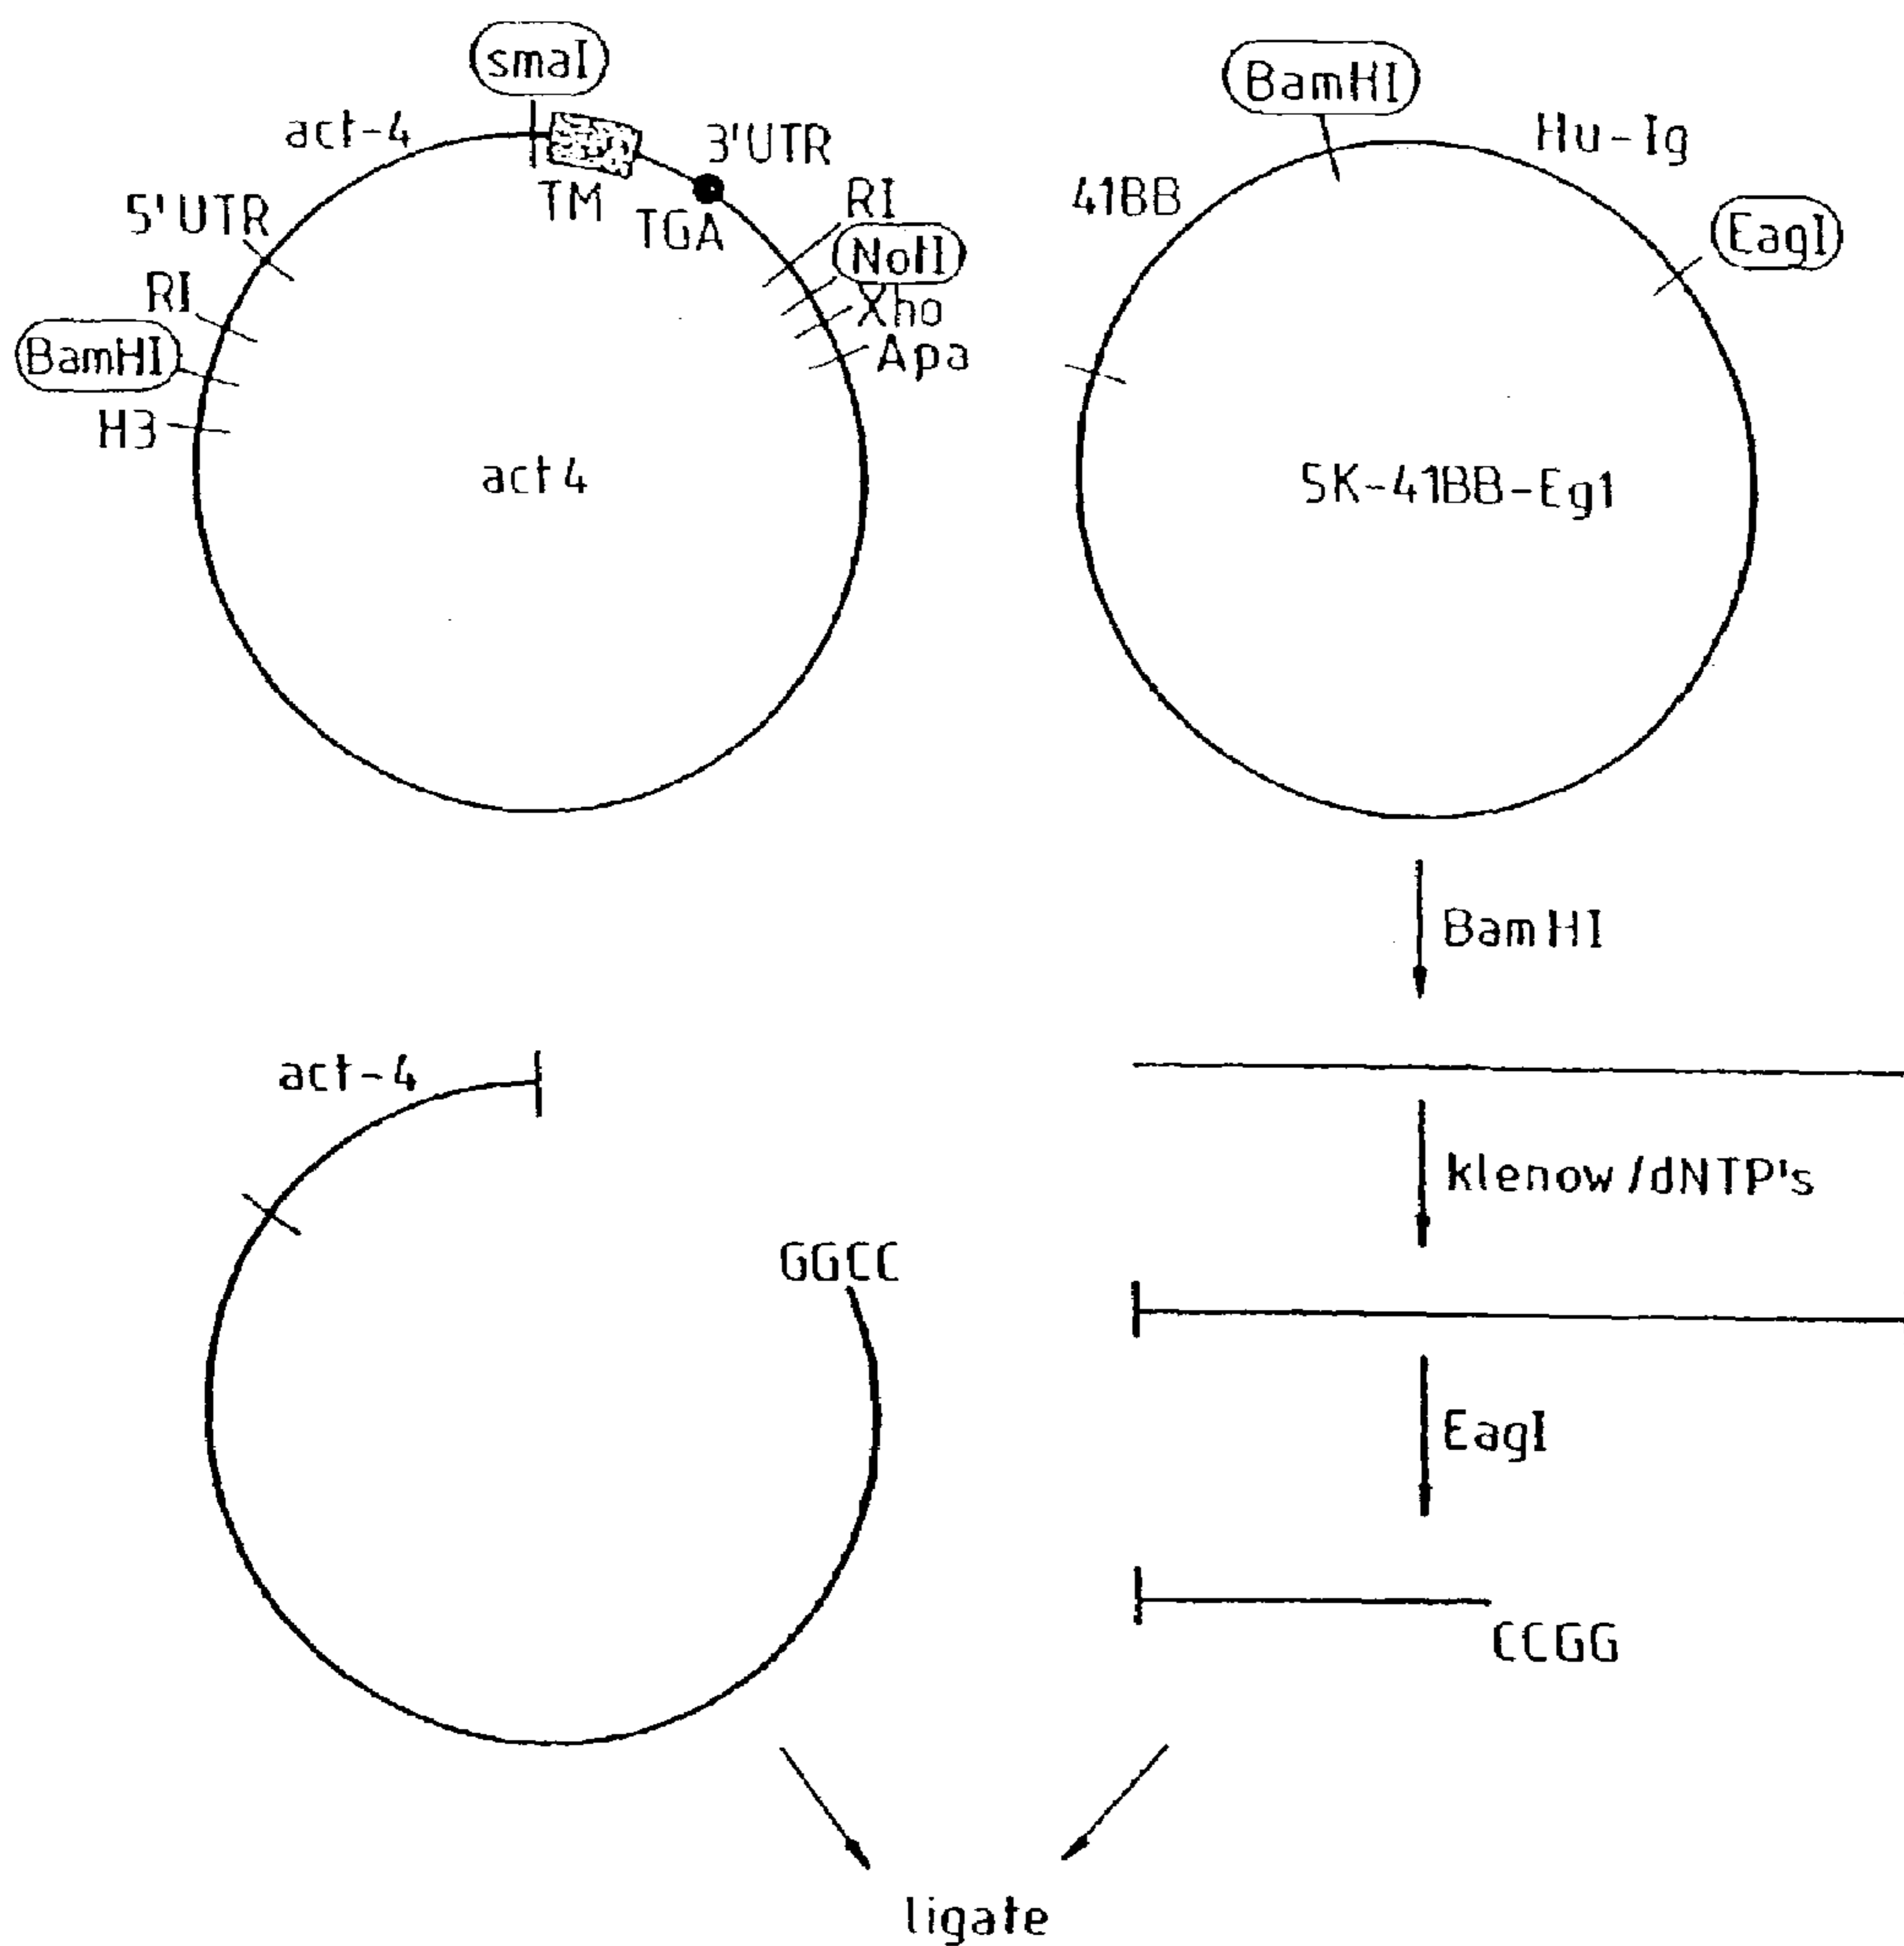 smaI
act-4
3'UTR
TM
TGA
5'UTR
RI
RI
NotI
Xho
Apa
BamHI
H3
act4
BamHI
Hu-Ig
41BB
EagI
SK-41BB-Eg1
BamHI
act-4
klenow/dNTP's
GGCC
EagI
CCGG
ligate